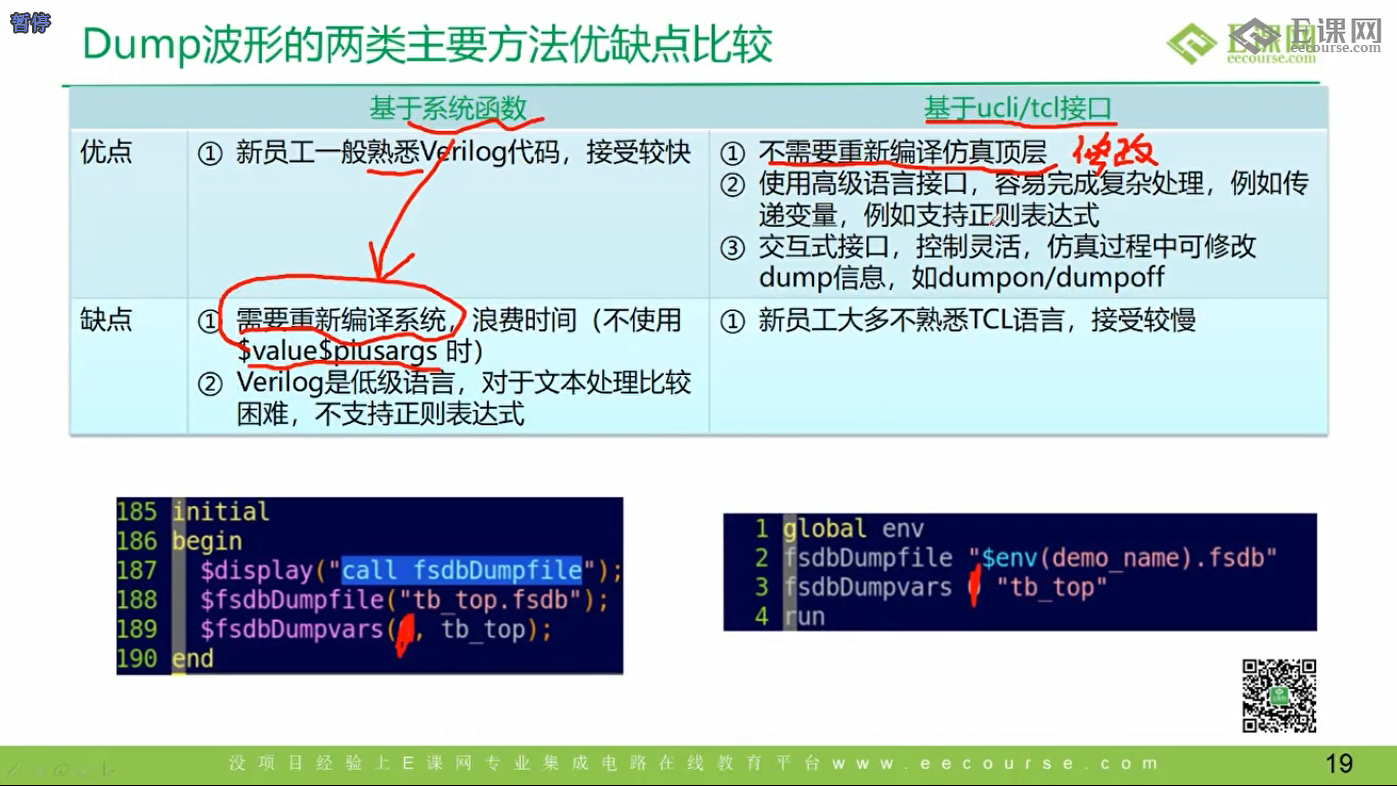 暂停
Dump波形的两类主要方法优缺点比较
E课网
eecourse.com
E课网
eecourse.com
基于系统函数
基于ucli/tcl接口
优点
① 新员工一般熟悉Verilog代码，接受较快
① 不需要重新编译仿真顶层
修改
② 使用高级语言接口，容易完成复杂处理，例如传
递变量，例如支持正则表达式
③ 交互式接口，控制灵活，仿真过程中可修改
dump信息，如dumpon/dumpoff
缺点
① 需要重新编译系统，浪费时间（不使用
$value$plusargs 时）
② Verilog是低级语言，对于文本处理比较
困难，不支持正则表达式
① 新员工大多不熟悉TCL语言，接受较慢
185 initial
186 begin
187 $display("call fsdbDumpfile");
188 $fsdbDumpfile("tb_top.fsdb");
189 $fsdbDumpvars( , tb_top);
190 end
1 global env
2 fsdbDumpfile "$env(demo_name).fsdb"
3 fsdbDumpvars "tb_top"
4 run
没项目经验上E课网专业集成电路在线教育平台www.eecourse.com
19